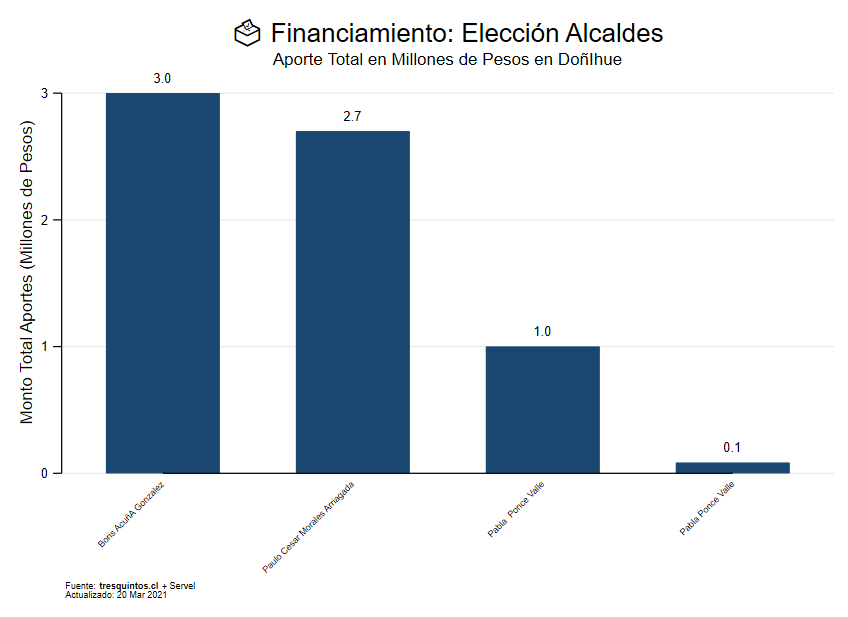 Financiamiento: Elección Alcaldes
Aporte Total en Millones de Pesos en DoñIhue
Monto Total Aportes (Millones de Pesos)
3
2
1
0
3.0
2.7
1.0
0.1
Boris AcuñA Gonzalez
Paulo Cesar Morales Arriagada
Pabla  Ponce Valle
Pabla Ponce Valle
Fuente: tresquintos.cl + Servel
Actualizado: 20 Mar 2021